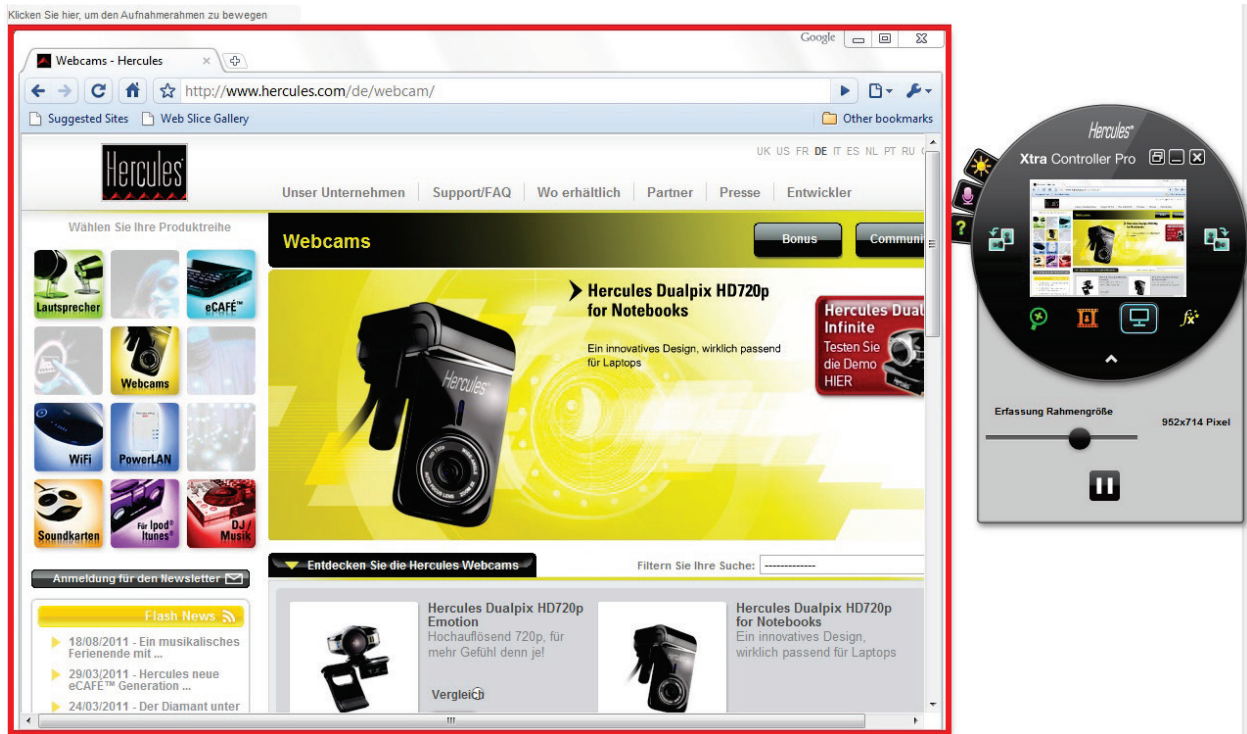 Klicken Sie hier, um den Aufnahmerahmen zu bewegen
Google
Webcams - Hercules
http://www.hercules.com/de/webcam/
Suggested Sites Web Slice Gallery Other bookmarks
Hercules
UK US FR DE IT ES NL PT RU
Unser Unternehmen Support/FAQ Wo erhältlich Partner Presse Entwickler
Wählen Sie Ihre Produktreihe
Lautsprecher
eCAFÉ™
Webcams
WiFi
PowerLAN
Soundkarten
Für Ipod®
Itunes®
DJ /
Musik
Anmeldung für den Newsletter
Flash News
18/08/2011 - Ein musikalisches
Ferienende mit ...
29/03/2011 - Hercules neue
eCAFÉ™ Generation ...
24/03/2011 - Der Diamant unter
Webcams
Bonus
Communi
Hercules Dualpix HD720p
for Notebooks
Ein innovatives Design, wirklich passend
für Laptops
Hercules
Hercules Dual
Infinite
Testen Sie
die Demo
HIER
Entdecken Sie die Hercules Webcams
Filtern Sie Ihre Suche: -------------
Hercules Dualpix HD720p
Emotion
Hochauflösend 720p, für
mehr Gefühl denn je!
Vergleich
Hercules Dualpix HD720p
for Notebooks
Ein innovatives Design,
wirklich passend für Laptops
Hercules®
Xtra Controller Pro
?
fx
Erfassung Rahmengröße
952x714 Pixel